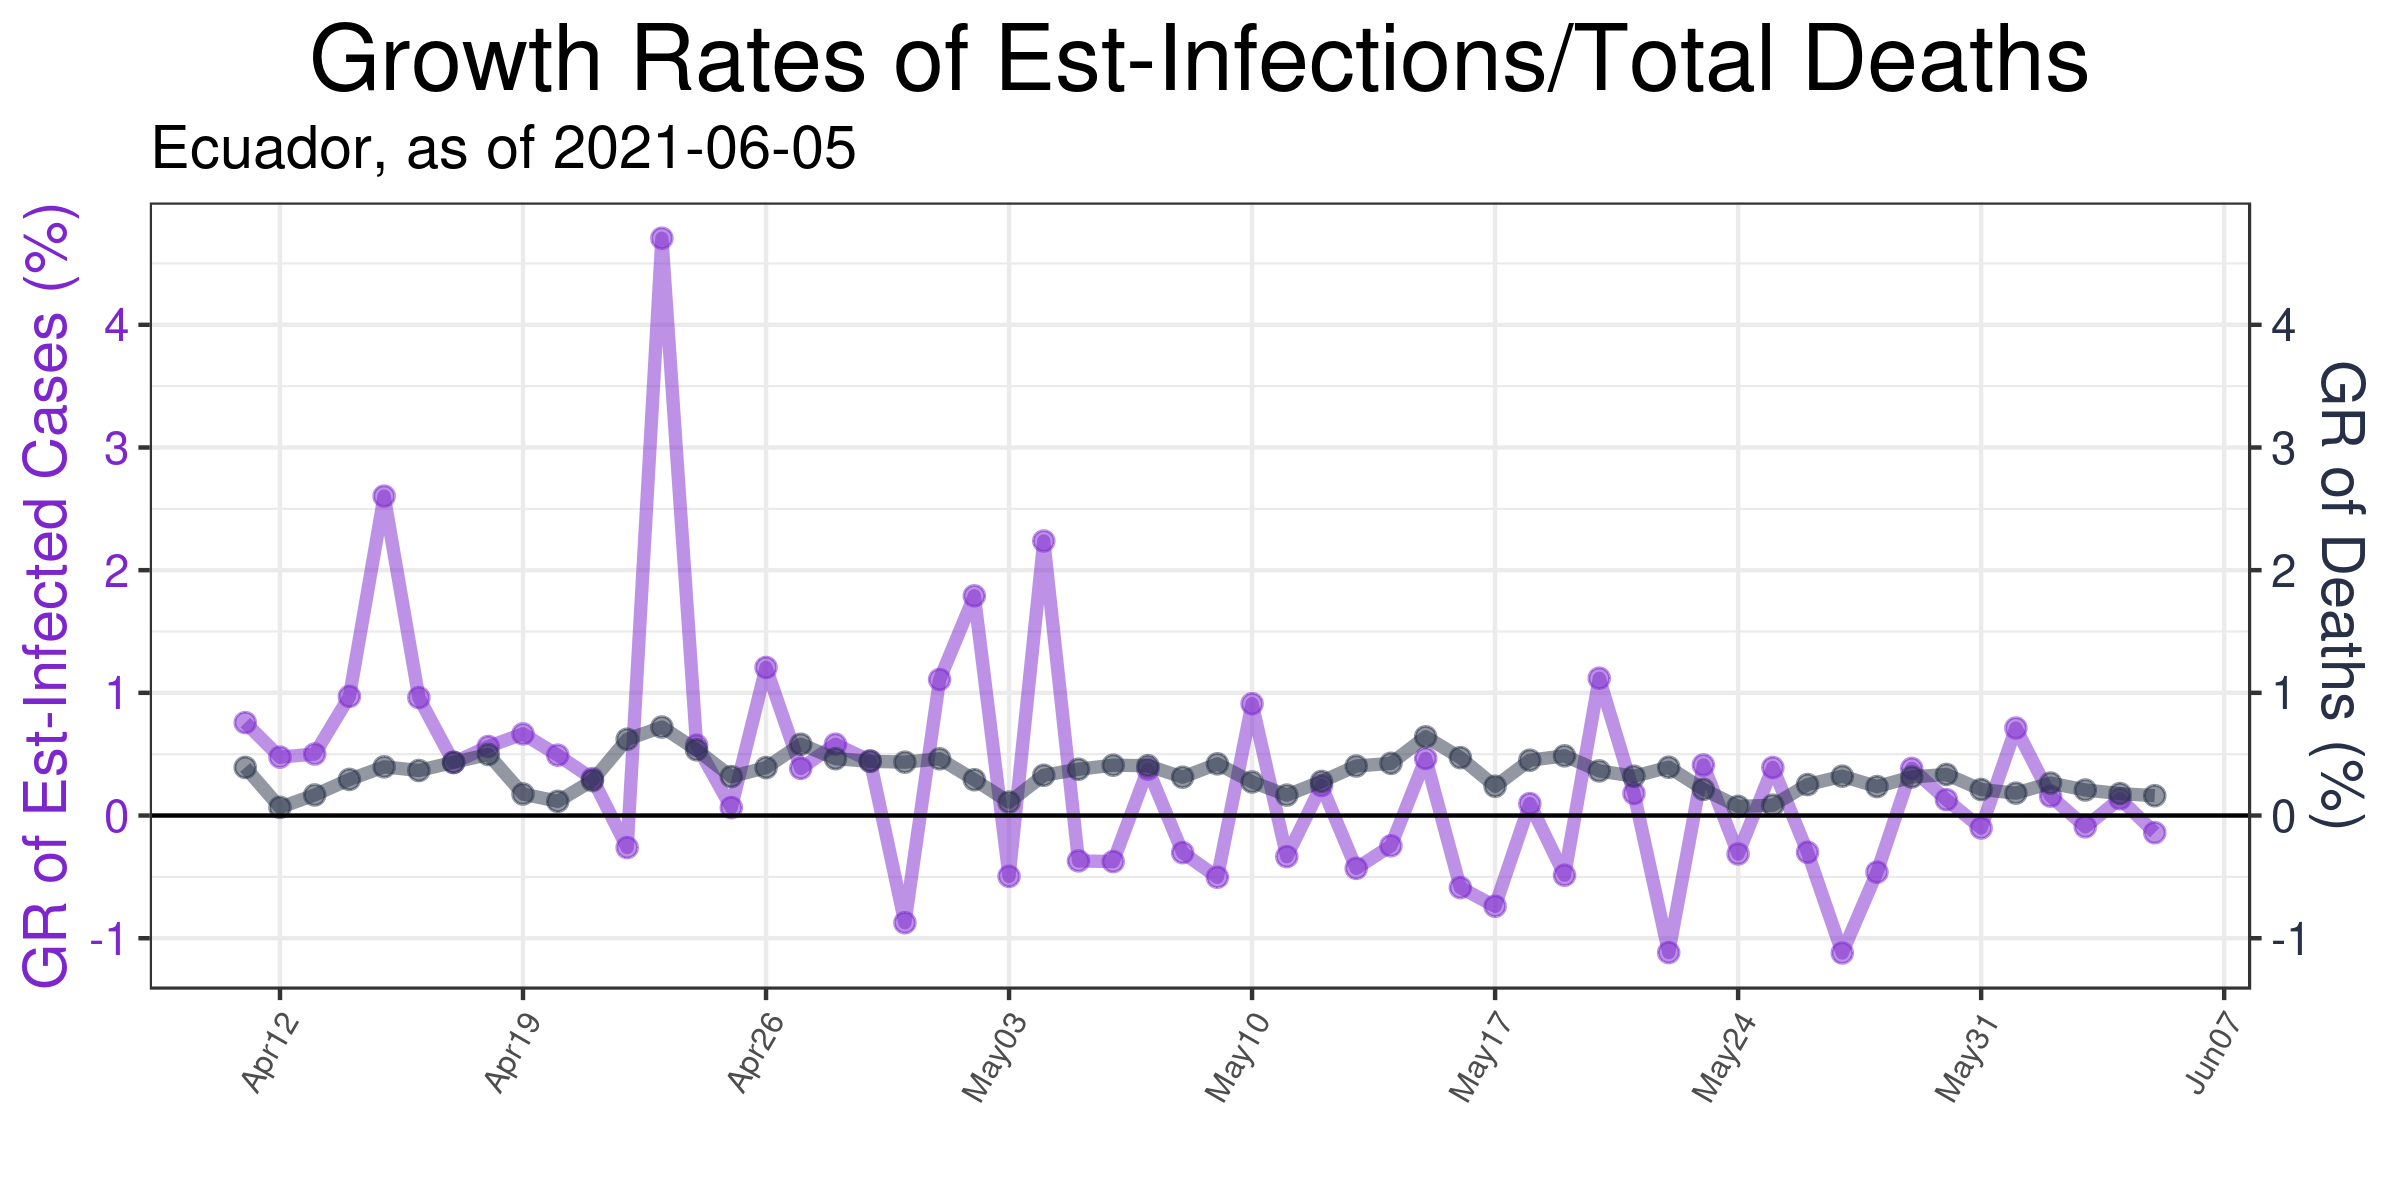 Growth Rates of Est-Infections/Total Deaths
Ecuador, as of 2021-06-05
GR of Est-Infected Cases (%)
4
3
2
1
0
-1
4
3
2
1
0
-1
GR of Deaths (%)
Apr12
Apr19
Apr26
May03
May10
May17
May24
May31
Jun07